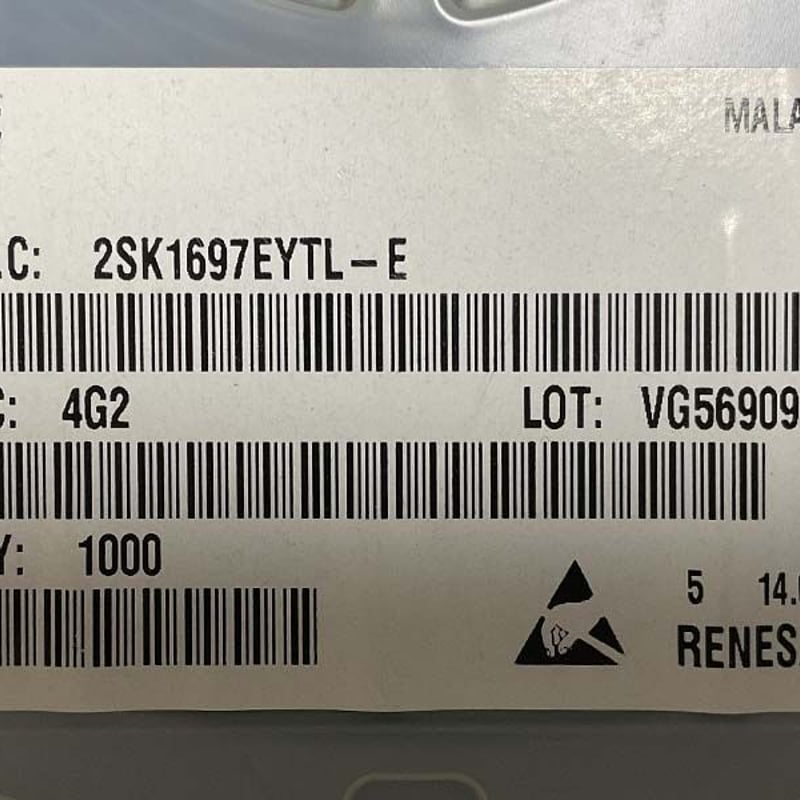 MALA
.C: 2SK1697EYTL-E
C: 4G2 LOT: VG56909
Y: 1000
5 14.
RENES